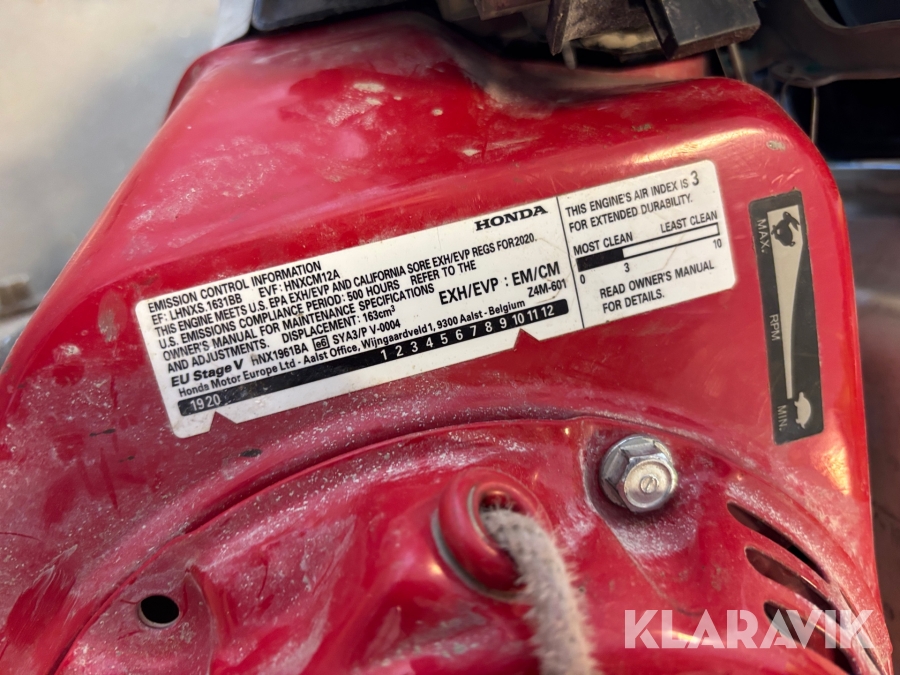 HONDA
EMISSION CONTROL INFORMATION
EF: LHNXS.1631BB EVF: HNXCM12A
THIS ENGINE MEETS U.S. EPA EXH/EVP AND CALIFORNIA SORE EXH/EVP REGS FOR2020.
U.S. EMISSIONS COMPLIANCE PERIOD: 500 HOURS REFER TO THE
OWNER'S MANUAL FOR MAINTENANCE SPECIFICATIONS
AND ADJUSTMENTS. DISPLACEMENT: 163cm³ EXH/EVP : EM/CM
EU Stage V HNX1961BA e6 SYA3/P V-0004 Z4M-601
Honda Motor Europe Ltd - Aalst Office, Wijngaardveld 1, 9300 Aalst - Belgium
19 20 1 2 3 4 5 6 7 8 9 10 11 12
THIS ENGINE'S AIR INDEX IS 3
FOR EXTENDED DURABILITY.
MOST CLEAN LEAST CLEAN
0 3 10
READ OWNER'S MANUAL
FOR DETAILS.
MAX.
RPM
MIN.
KLARAVIK